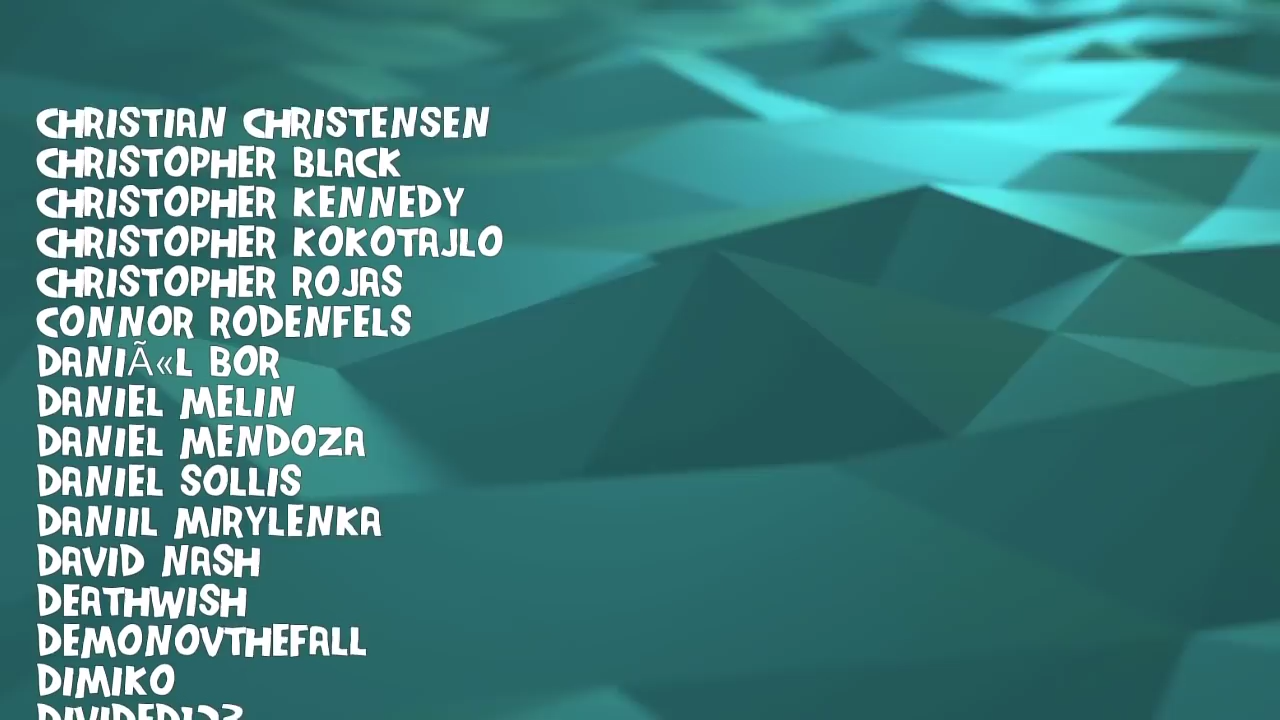 CHRISTIAN CHRISTENSEN
CHRISTOPHER BLACK
CHRISTOPHER KENNEDY
CHRISTOPHER KOKOTAJLO
CHRISTOPHER ROJAS
CONNOR RODENFELS
DANIÃ«L BOR
DANIEL MELIN
DANIEL MENDOZA
DANIEL SOLLIS
DANIIL MIRYLENKA
DAVID NASH
DEATHWISH
DEMONOVTHEFALL
DIMIKO